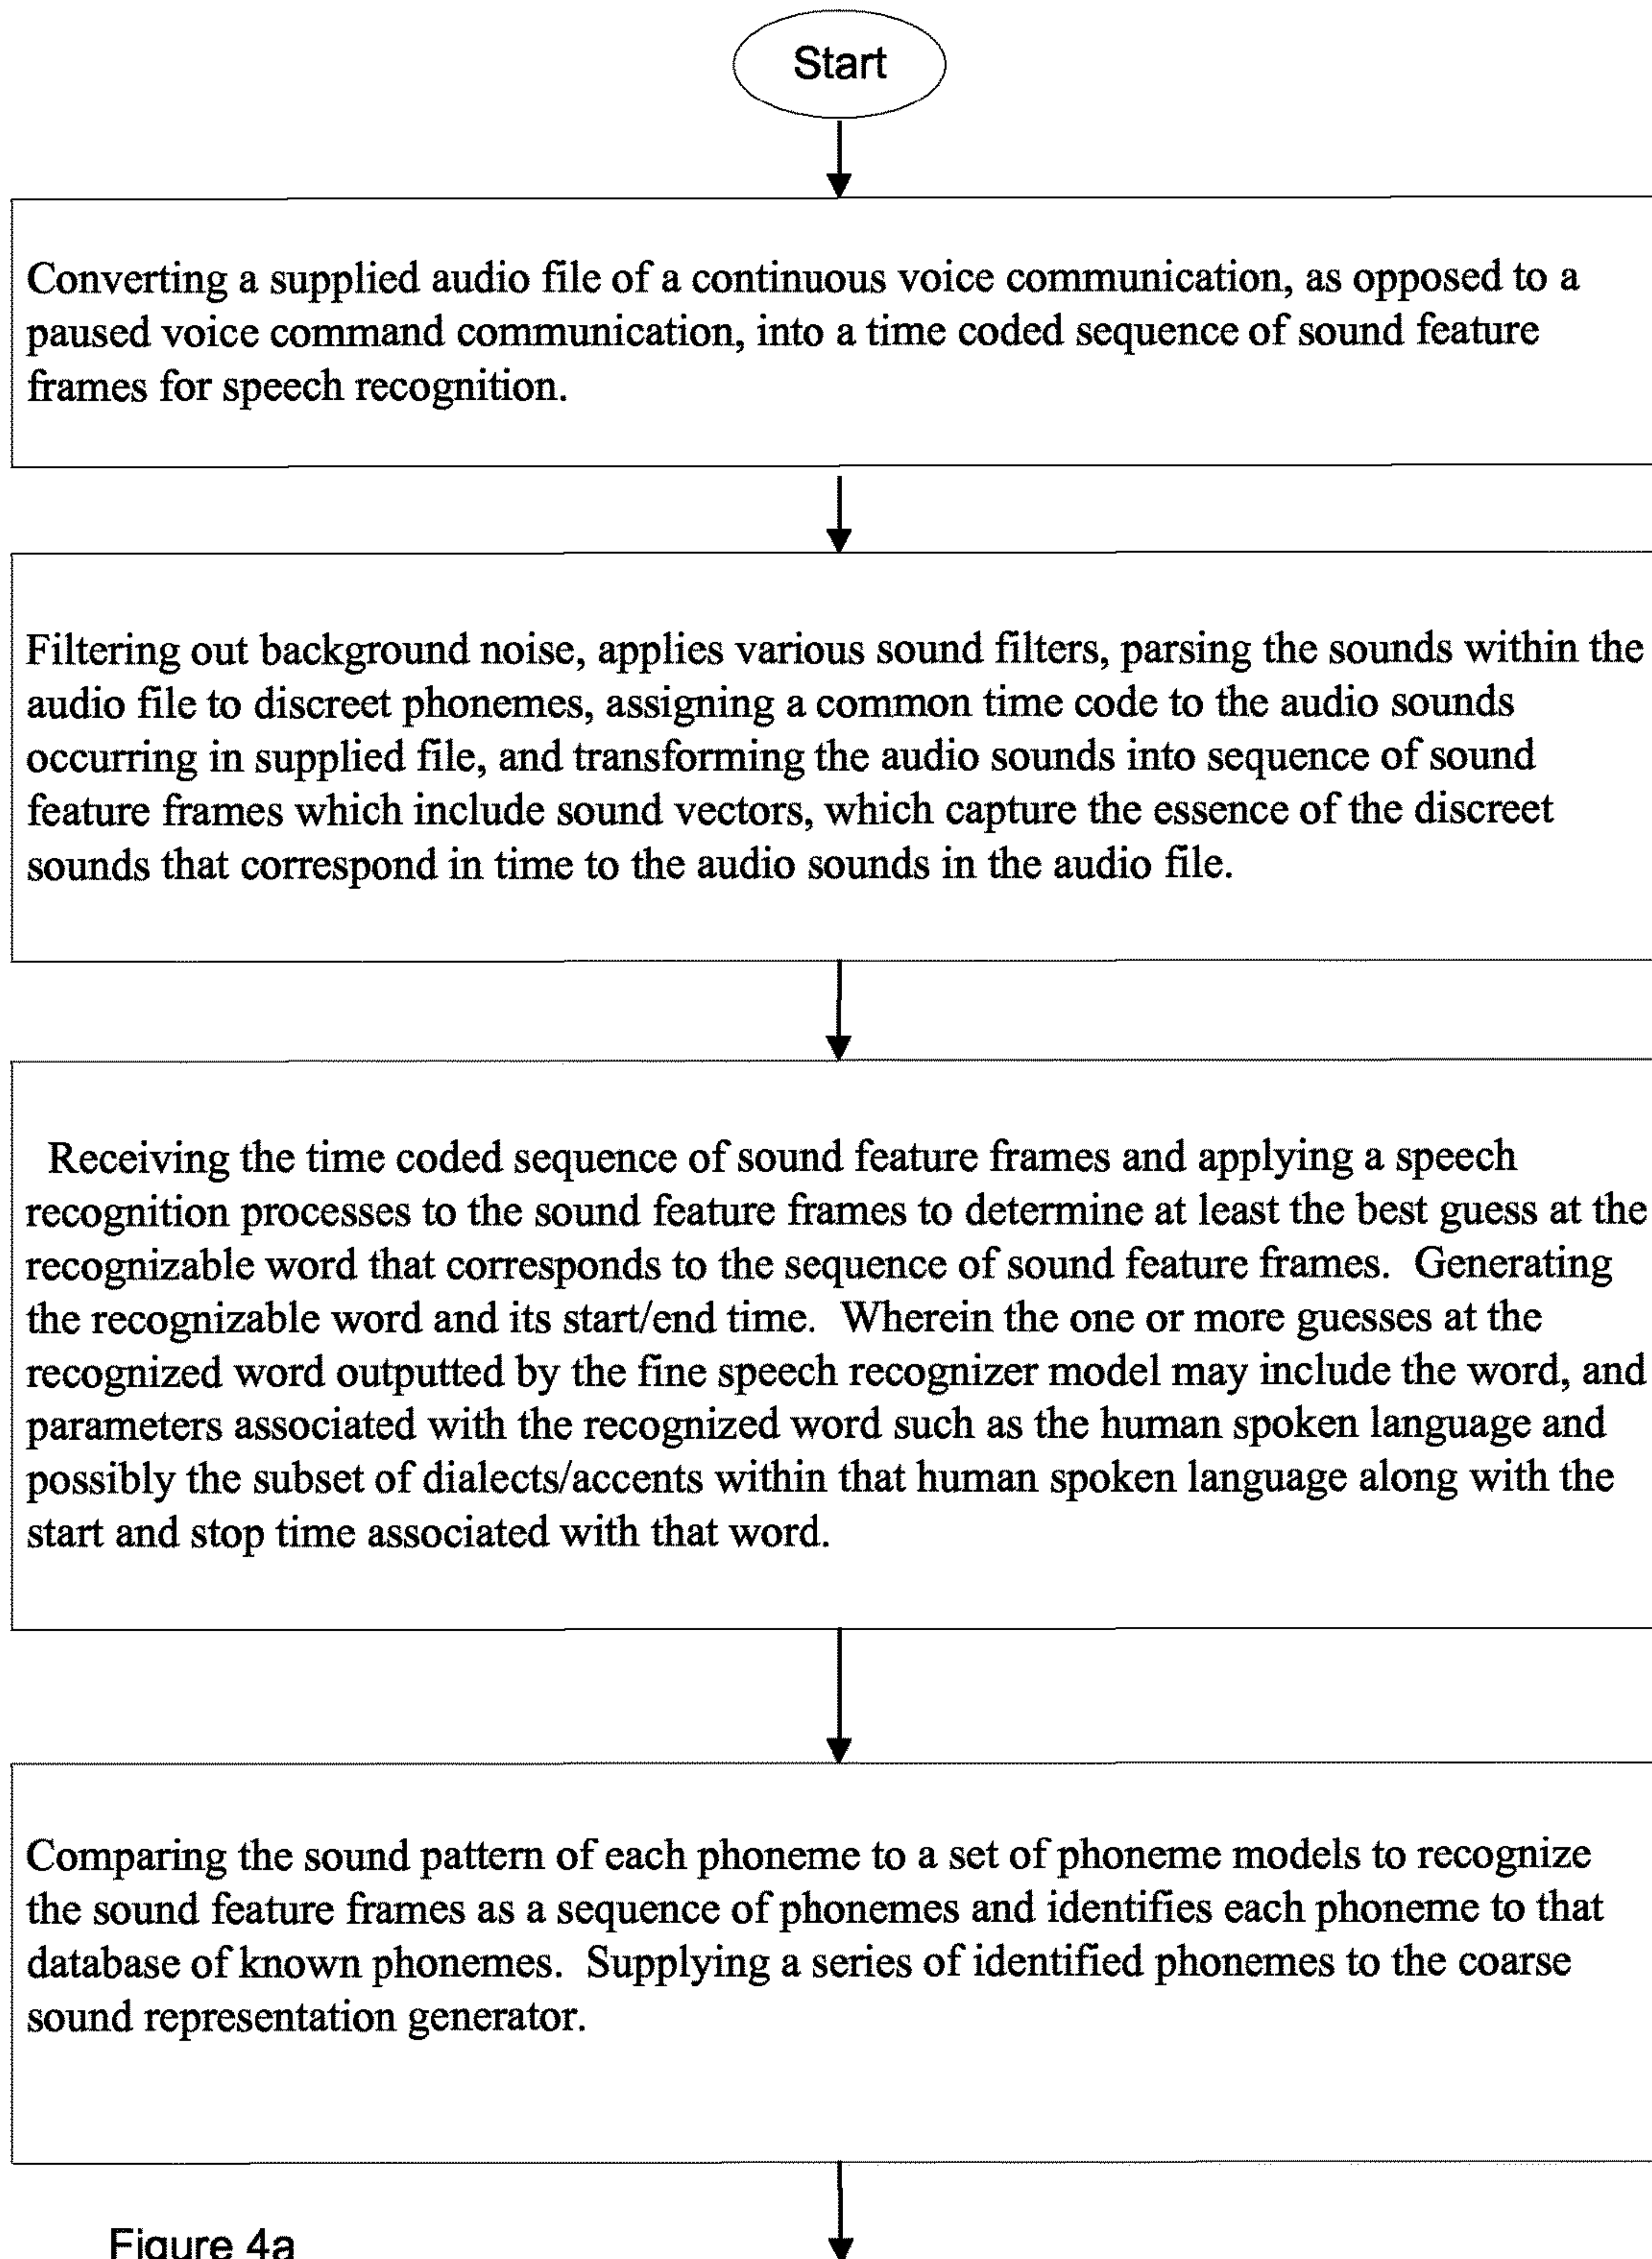 Start
Converting a supplied audio file of a continuous voice communication, as opposed to a
paused voice command communication, into a time coded sequence of sound feature
frames for speech recognition.
Filtering out background noise, applies various sound filters, parsing the sounds within the
audio file to discreet phonemes, assigning a common time code to the audio sounds
occurring in supplied file, and transforming the audio sounds into sequence of sound
feature frames which include sound vectors, which capture the essence of the discreet
sounds that correspond in time to the audio sounds in the audio file.
Receiving the time coded sequence of sound feature frames and applying a speech
recognition processes to the sound feature frames to determine at least the best guess at the
recognizable word that corresponds to the sequence of sound feature frames. Generating
the recognizable word and its start/end time. Wherein the one or more guesses at the
recognized word outputted by the fine speech recognizer model may include the word, and
parameters associated with the recognized word such as the human spoken language and
possibly the subset of dialects/accents within that human spoken language along with the
start and stop time associated with that word.
Comparing the sound pattern of each phoneme to a set of phoneme models to recognize
the sound feature frames as a sequence of phonemes and identifies each phoneme to that
database of known phonemes. Supplying a series of identified phonemes to the coarse
sound representation generator.
Figure 4a